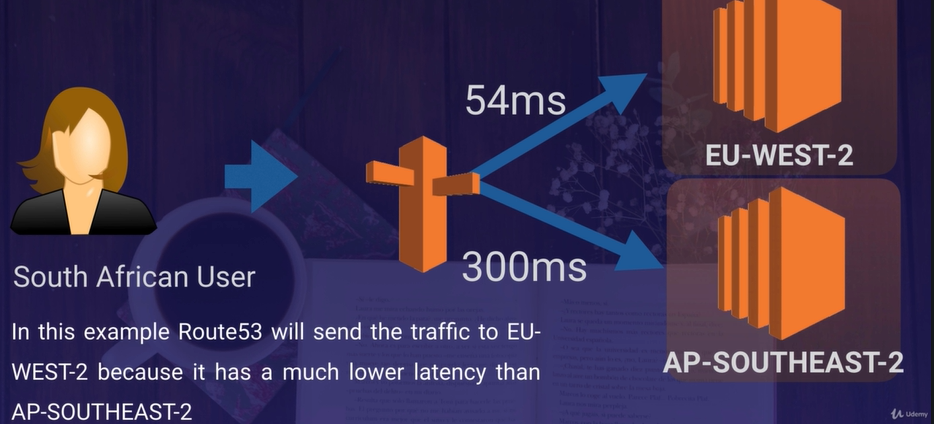 54ms
EU-WEST-2
300ms
South African User
In this example Route53 will send the traffic to EU-
WEST-2 because it has a much lower latency than
AP-SOUTHEAST-2
AP-SOUTHEAST-2
Udemy